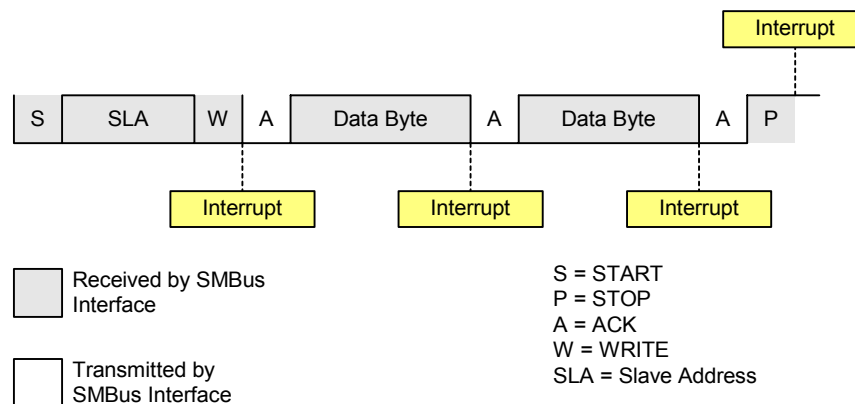 Interrupt
S SLA W A Data Byte A Data Byte A P
Interrupt Interrupt Interrupt
Received by SMBus
Interface
Transmitted by
SMBus Interface
S = START
P = STOP
A = ACK
W = WRITE
SLA = Slave Address